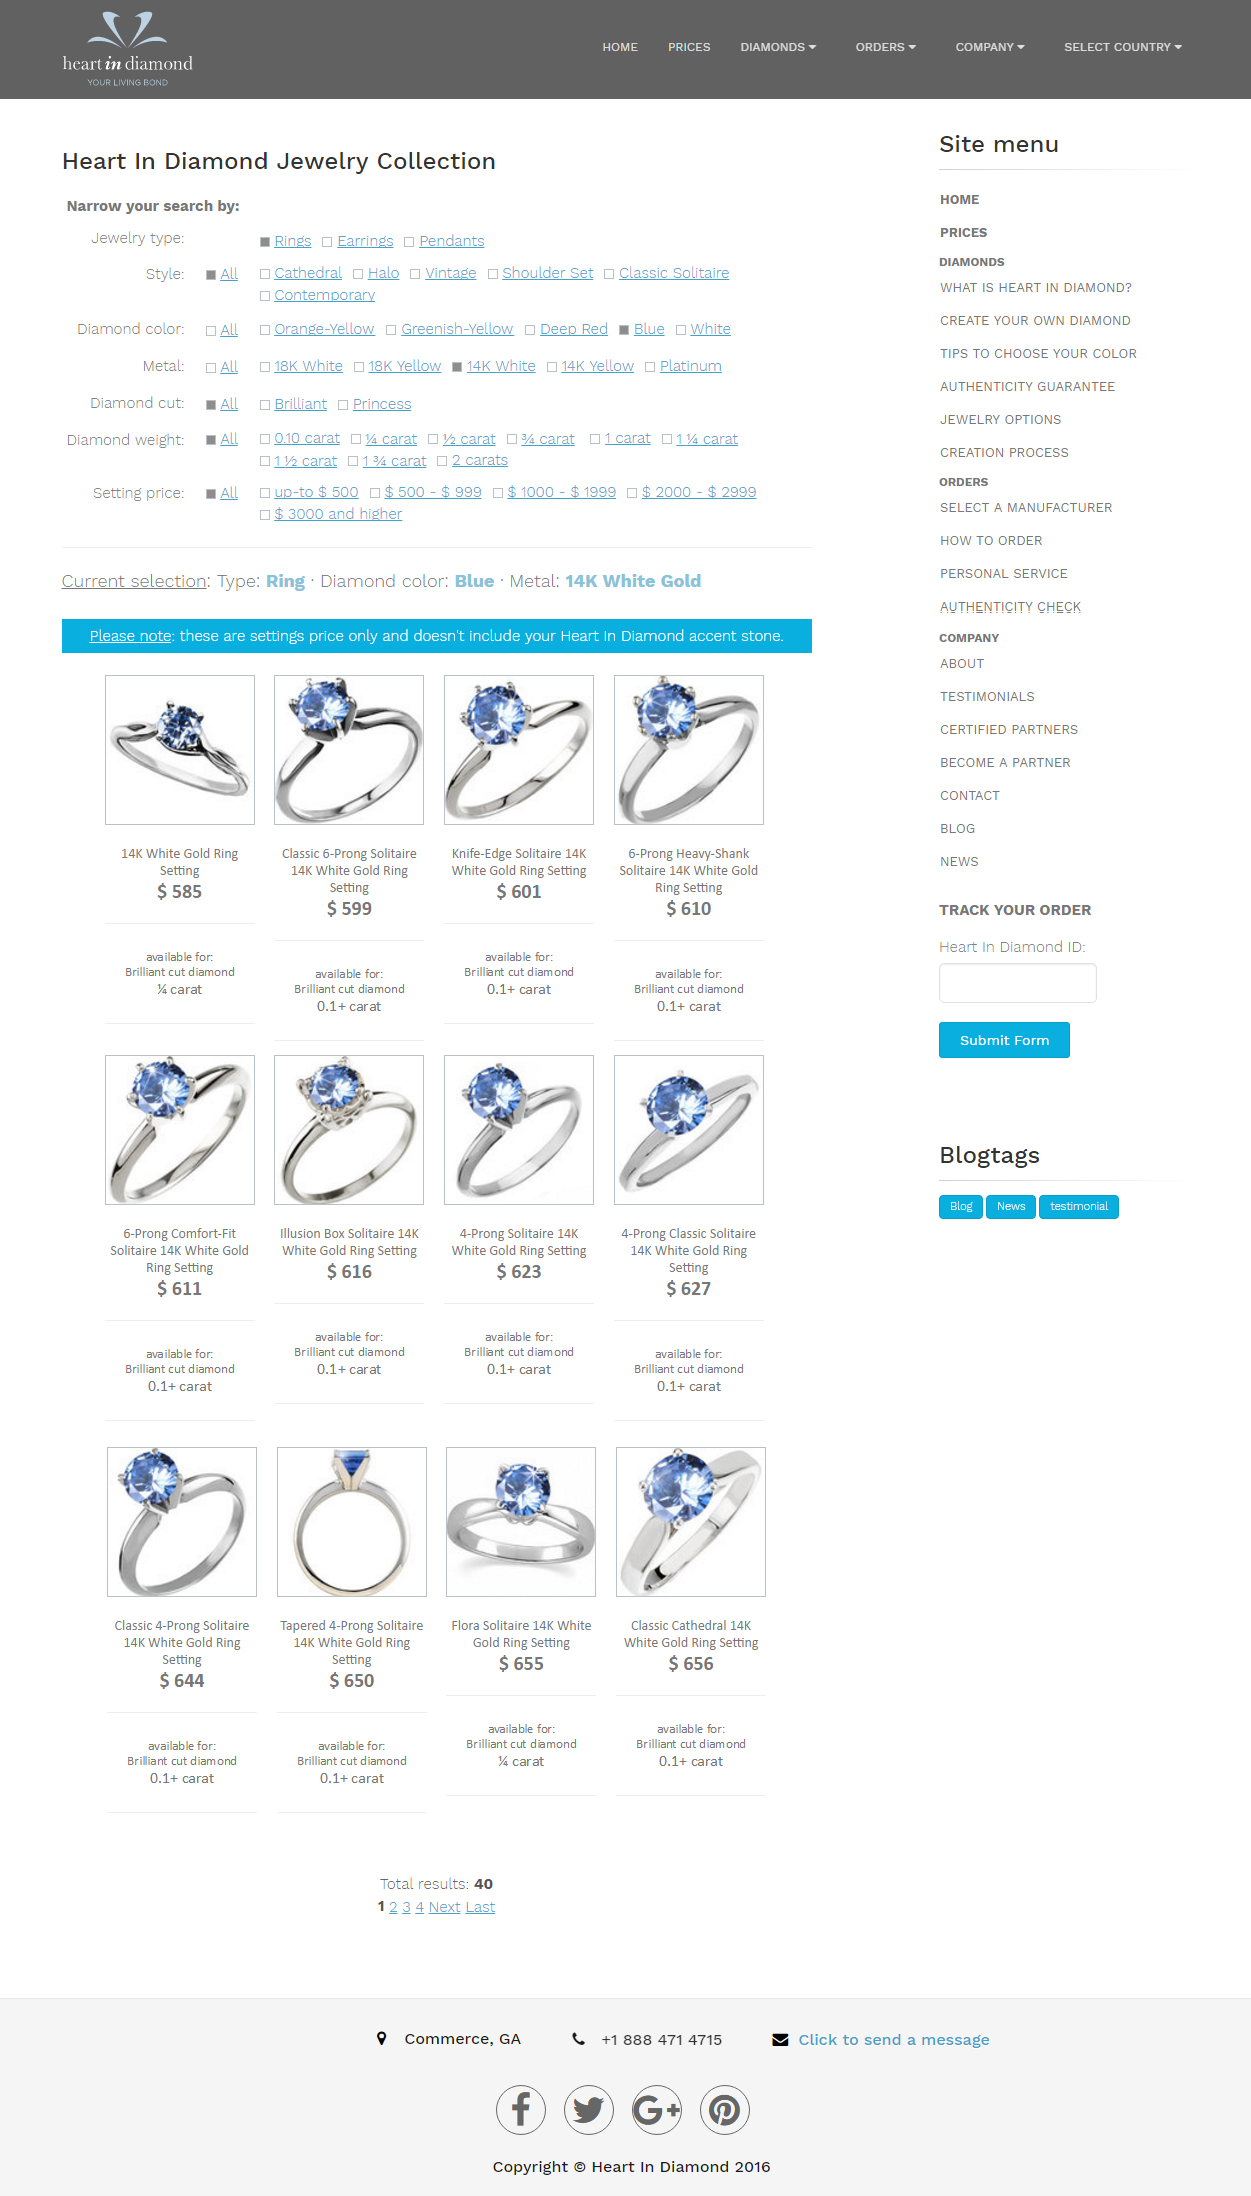 heart in diamond
YOUR LIVING BOND
HOME PRICES DIAMONDS ORDERS COMPANY SELECT COUNTRY
Heart In Diamond Jewelry Collection
Narrow your search by:
Jewelry type: Rings Earrings Pendants
Style: All Cathedral Halo Vintage Shoulder Set Classic Solitaire
Contemporary
Diamond color: All Orange-Yellow Greenish-Yellow Deep Red Blue White
Metal: All 18K White 18K Yellow 14K White 14K Yellow Platinum
Diamond cut: All Brilliant Princess
Diamond weight: All 0.10 carat ¼ carat ½ carat ¾ carat 1 carat 1 ¼ carat
1 ½ carat 1 ¾ carat 2 carats
Setting price: All up-to $ 500 $ 500 - $ 999 $ 1000 - $ 1999 $ 2000 - $ 2999
$ 3000 and higher
Current selection: Type: Ring · Diamond color: Blue · Metal: 14K White Gold
Please note: these are settings price only and doesn't include your Heart In Diamond accent stone.
14K White Gold Ring
Setting
$ 585
available for:
Brilliant cut diamond
¼ carat
Classic 6-Prong Solitaire
14K White Gold Ring
Setting
$ 599
available for:
Brilliant cut diamond
0.1+ carat
Knife-Edge Solitaire 14K
White Gold Ring Setting
$ 601
available for:
Brilliant cut diamond
0.1+ carat
6-Prong Heavy-Shank
Solitaire 14K White Gold
Ring Setting
$ 610
available for:
Brilliant cut diamond
0.1+ carat
6-Prong Comfort-Fit
Solitaire 14K White Gold
Ring Setting
$ 611
available for:
Brilliant cut diamond
0.1+ carat
Illusion Box Solitaire 14K
White Gold Ring Setting
$ 616
available for:
Brilliant cut diamond
0.1+ carat
4-Prong Solitaire 14K
White Gold Ring Setting
$ 623
available for:
Brilliant cut diamond
0.1+ carat
4-Prong Classic Solitaire
14K White Gold Ring
Setting
$ 627
available for:
Brilliant cut diamond
0.1+ carat
Classic 4-Prong Solitaire
14K White Gold Ring
Setting
$ 644
available for:
Brilliant cut diamond
0.1+ carat
Tapered 4-Prong Solitaire
14K White Gold Ring
Setting
$ 650
available for:
Brilliant cut diamond
0.1+ carat
Flora Solitaire 14K White
Gold Ring Setting
$ 655
available for:
Brilliant cut diamond
¼ carat
Classic Cathedral 14K
White Gold Ring Setting
$ 656
available for:
Brilliant cut diamond
0.1+ carat
Total results: 40
1 2 3 4 Next Last
Site menu
HOME
PRICES
DIAMONDS
WHAT IS HEART IN DIAMOND?
CREATE YOUR OWN DIAMOND
TIPS TO CHOOSE YOUR COLOR
AUTHENTICITY GUARANTEE
JEWELRY OPTIONS
CREATION PROCESS
ORDERS
SELECT A MANUFACTURER
HOW TO ORDER
PERSONAL SERVICE
AUTHENTICITY CHECK
COMPANY
ABOUT
TESTIMONIALS
CERTIFIED PARTNERS
BECOME A PARTNER
CONTACT
BLOG
NEWS
TRACK YOUR ORDER
Heart In Diamond ID:
Submit Form
Blogtags
Blog News testimonial
Commerce, GA +1 888 471 4715 Click to send a message
Copyright © Heart In Diamond 2016